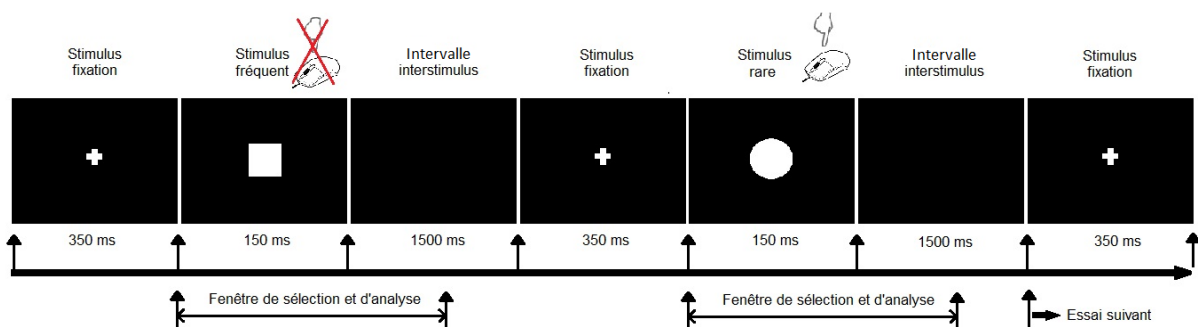 Stimulus
fixation
Stimulus
fréquent
Intervalle
interstimulus
Stimulus
fixation
Stimulus
rare
Intervalle
interstimulus
Stimulus
fixation
350 ms
150 ms
1500 ms
350 ms
150 ms
1500 ms
350 ms
Fenêtre de sélection et d'analyse
Fenêtre de sélection et d'analyse
Essai suivant